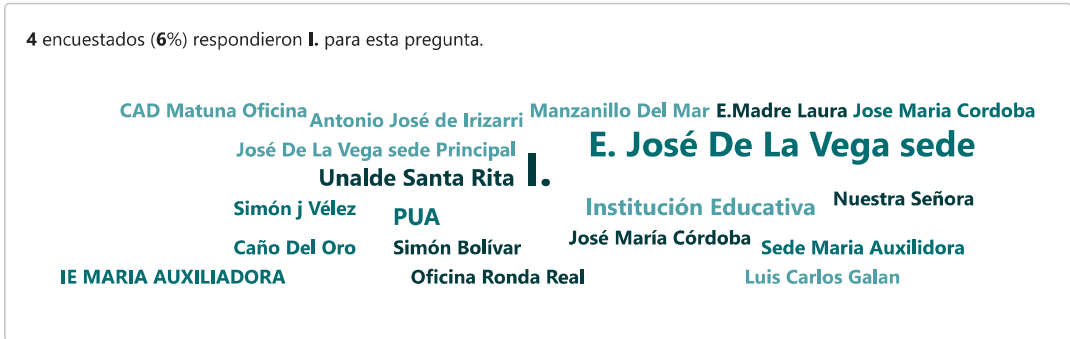 4 encuestados (6%) respondieron I. para esta pregunta.
CAD Matuna Oficina
Antonio José de Irizarri
Manzanillo Del Mar
E.Madre Laura
Jose Maria Cordoba
José De La Vega sede Principal
E. José De La Vega sede
Unalde Santa Rita
I.
Simón j Vélez
PUA
Institución Educativa
Nuestra Señora
Caño Del Oro
Simón Bolívar
José María Córdoba
Sede Maria Auxilidora
IE MARIA AUXILIADORA
Oficina Ronda Real
Luis Carlos Galan